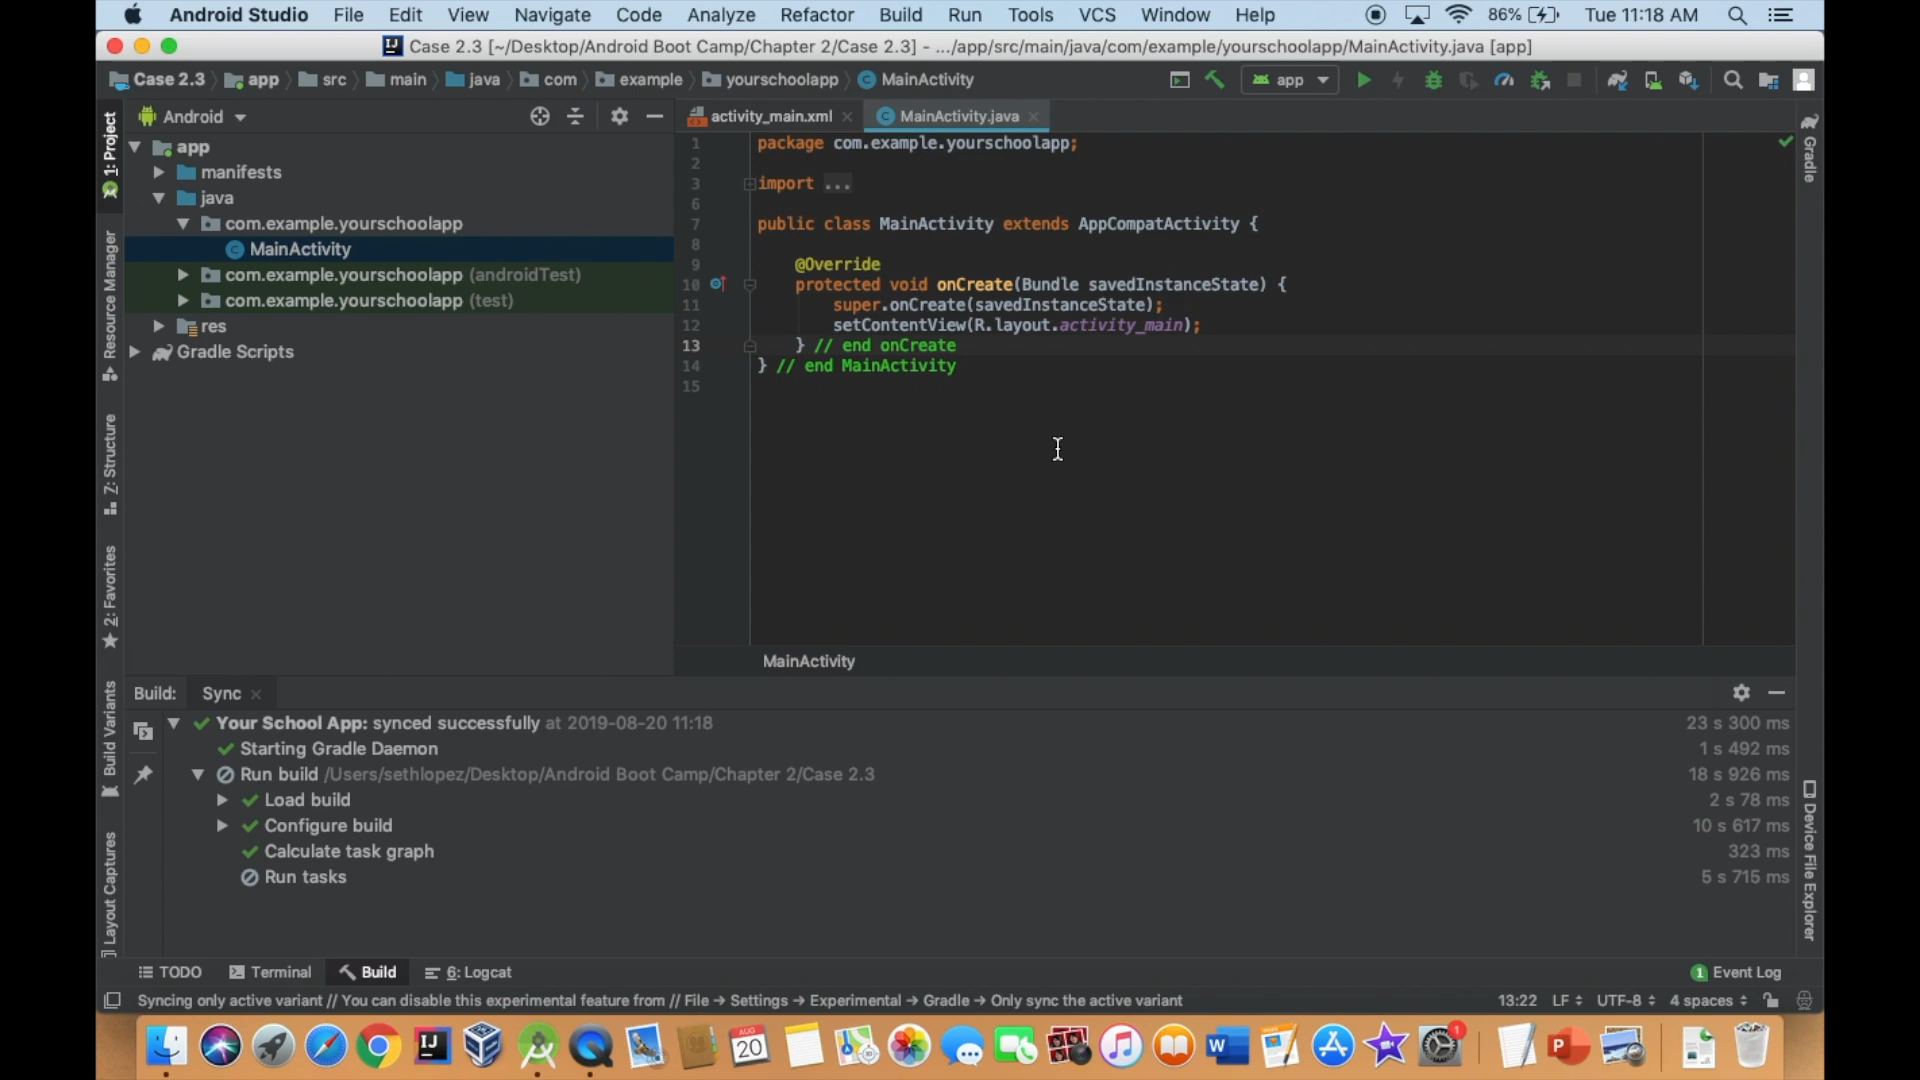 Android Studio File Edit View Navigate Code Analyze Refactor Build Run Tools VCS Window Help 86% Tue 11:18 AM
Case 2.3 [~/Desktop/Android Boot Camp/Chapter 2/Case 2.3] - .../app/src/main/java/com/example/yourschoolapp/MainActivity.java [app]
Case 2.3 app src main java com example yourschoolapp MainActivity app
Android
activity_main.xml MainActivity.java
1: Project
Resource Manager
Z: Structure
2: Favorites
Build Variants
Layout Captures
app
manifests
java
com.example.yourschoolapp
MainActivity
com.example.yourschoolapp (androidTest)
com.example.yourschoolapp (test)
res
Gradle Scripts
1 package com.example.yourschoolapp;
2
3 import ...
6
7 public class MainActivity extends AppCompatActivity {
8
9 @Override
10 protected void onCreate(Bundle savedInstanceState) {
11 super.onCreate(savedInstanceState);
12 setContentView(R.layout.activity_main);
13 } // end onCreate
14 } // end MainActivity
15
MainActivity
Gradle
Device File Explorer
Build: Sync
Your School App: synced successfully at 2019-08-20 11:18 23 s 300 ms
Starting Gradle Daemon 1 s 492 ms
Run build /Users/sethlopez/Desktop/Android Boot Camp/Chapter 2/Case 2.3 18 s 926 ms
Load build 2 s 78 ms
Configure build 10 s 617 ms
Calculate task graph 323 ms
Run tasks 5 s 715 ms
TODO Terminal Build 6: Logcat 1 Event Log
Syncing only active variant // You can disable this experimental feature from // File → Settings → Experimental → Gradle → Only sync the active variant 13:22 LF UTF-8 4 spaces
IJ AUG 20 W 1 P